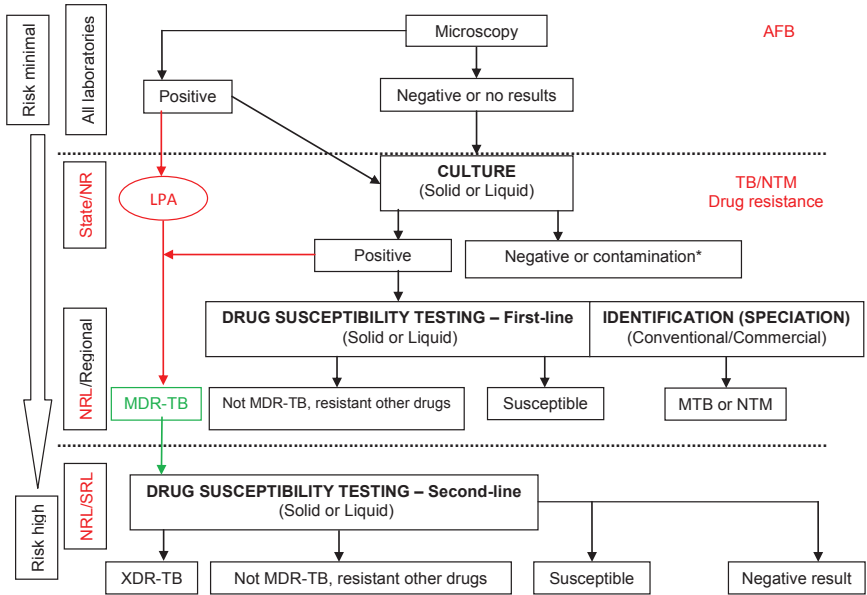 Risk minimal
All laboratories
Microscopy
AFB
Positive
Negative or no results
State/NR
LPA
CULTURE
(Solid or Liquid)
TB/NTM
Drug resistance
Positive
Negative or contamination*
NRL/Regional
DRUG SUSCEPTIBILITY TESTING – First-line
(Solid or Liquid)
IDENTIFICATION (SPECIATION)
(Conventional/Commercial)
MDR-TB
Not MDR-TB, resistant other drugs
Susceptible
MTB or NTM
Risk high
NRL/SRL
DRUG SUSCEPTIBILITY TESTING – Second-line
(Solid or Liquid)
XDR-TB
Not MDR-TB, resistant other drugs
Susceptible
Negative result